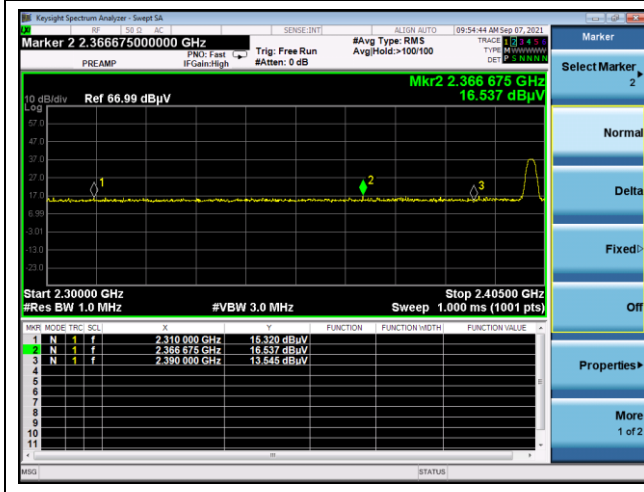 Keysight Spectrum Analyzer - Swept SA
RF 50 Ω AC SENSE:INT ALIGN AUTO 09:54:44 AM Sep 07, 2021
Marker 2 2.366675000000 GHz
PREAMP
PNO: Fast
IFGain:High
Trig: Free Run
#Atten: 0 dB
#Avg Type: RMS
Avg|Hold:>100/100
TRACE 1 2 3 4 5 6
TYPE M W W W W W
DET P S N N N N
Mkr2 2.366 675 GHz
16.537 dBµV
10 dB/div Ref 66.99 dBµV
Log
57.0
47.0
37.0
27.0
17.0
6.99
-3.01
-13.0
-23.0
1
2
3
Start 2.30000 GHz Stop 2.40500 GHz
#Res BW 1.0 MHz #VBW 3.0 MHz Sweep 1.000 ms (1001 pts)
MKR MODE TRC SCL X Y FUNCTION FUNCTION WIDTH FUNCTION VALUE
1 N 1 f 2.310 000 GHz 15.320 dBµV
2 N 1 f 2.366 675 GHz 16.537 dBµV
3 N 1 f 2.390 000 GHz 13.545 dBµV
4
5
6
7
8
9
10
11
MSG STATUS
Marker
Select Marker
2
Normal
Delta
Fixed
Off
Properties
More
1 of 2